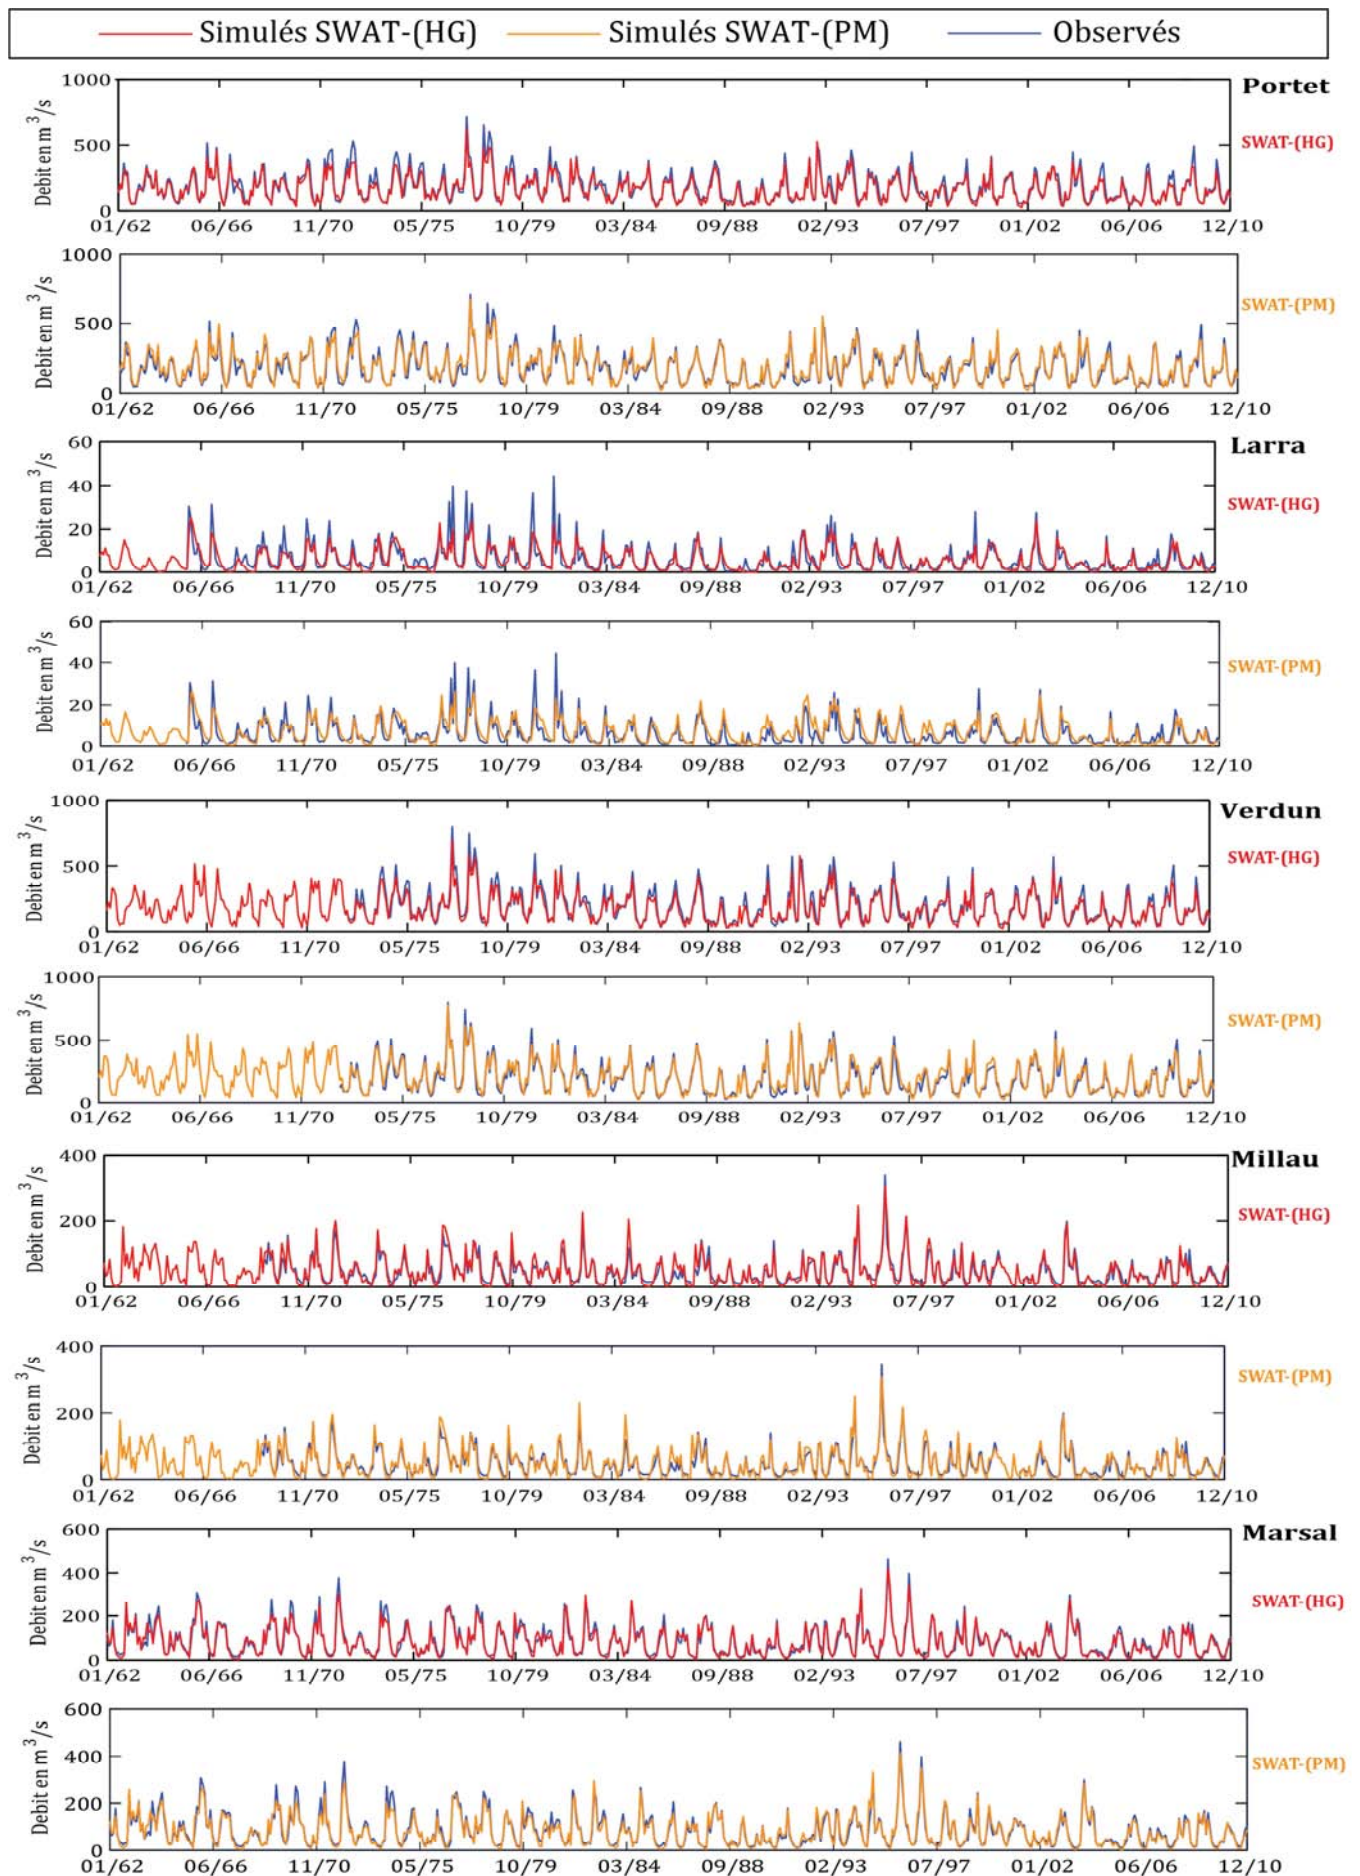 Simulés SWAT-(HG) Simulés SWAT-(PM) Observés
Portet
SWAT-(HG)
Debit en m³/s
1000
500
0
01/62 06/66 11/70 05/75 10/79 03/84 09/88 02/93 07/97 01/02 06/06 12/10
SWAT-(PM)
Debit en m³/s
1000
500
0
01/62 06/66 11/70 05/75 10/79 03/84 09/88 02/93 07/97 01/02 06/06 12/10
Larra
SWAT-(HG)
Debit en m³/s
60
40
20
0
01/62 06/66 11/70 05/75 10/79 03/84 09/88 02/93 07/97 01/02 06/06 12/10
SWAT-(PM)
Debit en m³/s
60
40
20
0
01/62 06/66 11/70 05/75 10/79 03/84 09/88 02/93 07/97 01/02 06/06 12/10
Verdun
SWAT-(HG)
Debit en m³/s
1000
500
0
01/62 06/66 11/70 05/75 10/79 03/84 09/88 02/93 07/97 01/02 06/06 12/10
SWAT-(PM)
Debit en m³/s
1000
500
0
01/62 06/66 11/70 05/75 10/79 03/84 09/88 02/93 07/97 01/02 06/06 12/10
Millau
SWAT-(HG)
Debit en m³/s
400
200
0
01/62 06/66 11/70 05/75 10/79 03/84 09/88 02/93 07/97 01/02 06/06 12/10
SWAT-(PM)
Debit en m³/s
400
200
0
01/62 06/66 11/70 05/75 10/79 03/84 09/88 02/93 07/97 01/02 06/06 12/10
Marsal
SWAT-(HG)
Debit en m³/s
600
400
200
0
01/62 06/66 11/70 05/75 10/79 03/84 09/88 02/93 07/97 01/02 06/06 12/10
SWAT-(PM)
Debit en m³/s
600
400
200
0
01/62 06/66 11/70 05/75 10/79 03/84 09/88 02/93 07/97 01/02 06/06 12/10